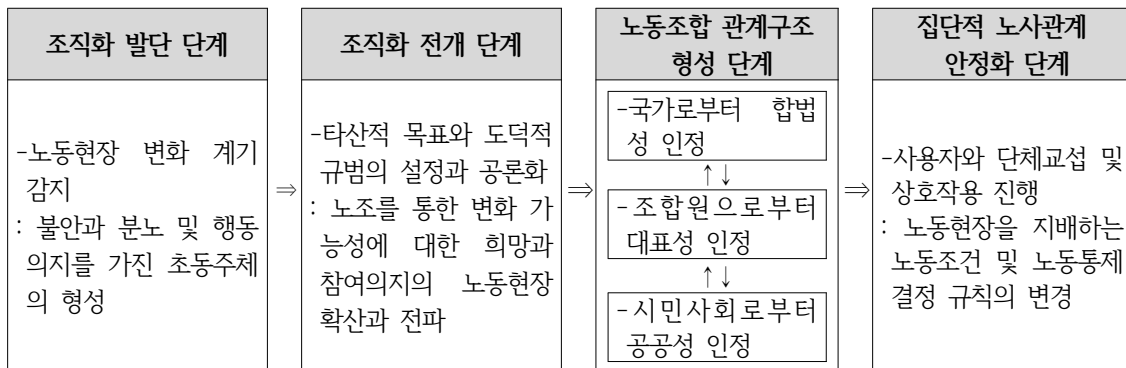 조직화 발단 단계
-노동현장 변화 계기
감지
: 불안과 분노 및 행동
의지를 가진 초동주체
의 형성
⇒
조직화 전개 단계
-타산적 목표와 도덕적
규범의 설정과 공론화
: 노조를 통한 변화 가
능성에 대한 희망과
참여의지의 노동현장
확산과 전파
⇒
노동조합 관계구조
형성 단계
-국가로부터 합법
성 인정
↑↓
-조합원으로부터
대표성 인정
↑↓
-시민사회로부터
공공성 인정
⇒
집단적 노사관계
안정화 단계
-사용자와 단체교섭 및
상호작용 진행
: 노동현장을 지배하는
노동조건 및 노동통제
결정 규칙의 변경